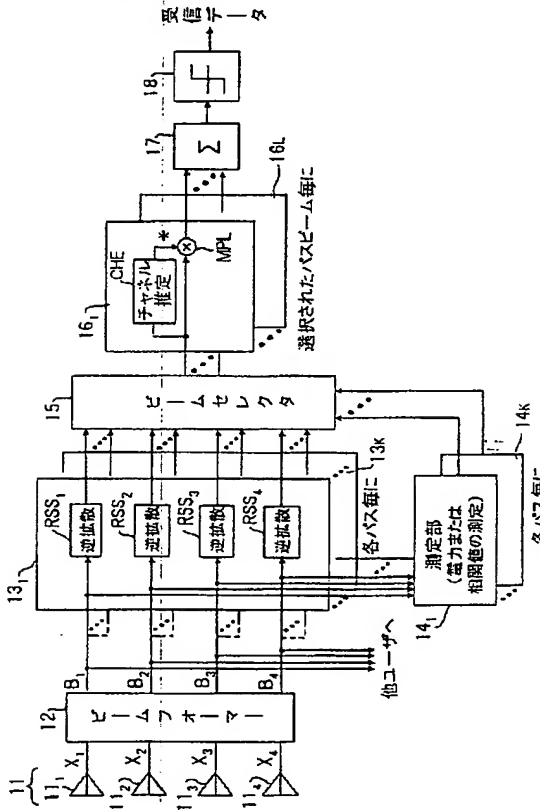 11
11₁
11₂
11₃
11₄
X₁
X₂
X₃
X₄
12
ビームフォーマー
B₁
B₂
B₃
B₄
他ユーザへ
13₁
RSS₁
逆拡散
RSS₂
逆拡散
RSS₃
逆拡散
RSS₄
逆拡散
13K
各パス毎に
14₁
測定部
(電力または
相関値の測定)
14K
各パス毎に
15
ビームセレクタ
16₁
CHE
チャネル
推定
*
MPL
16L
選択されたパスビーム毎に
17
Σ
18
受信データ